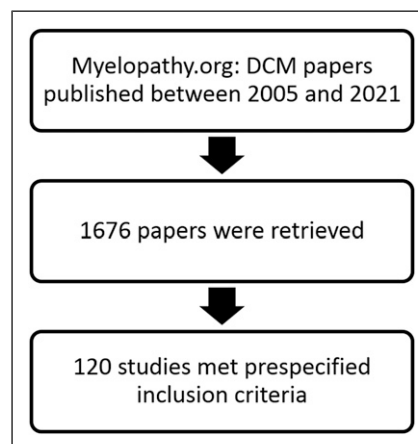 Myelopathy.org: DCM papers
published between 2005 and 2021
1676 papers were retrieved
120 studies met prespecified
inclusion criteria